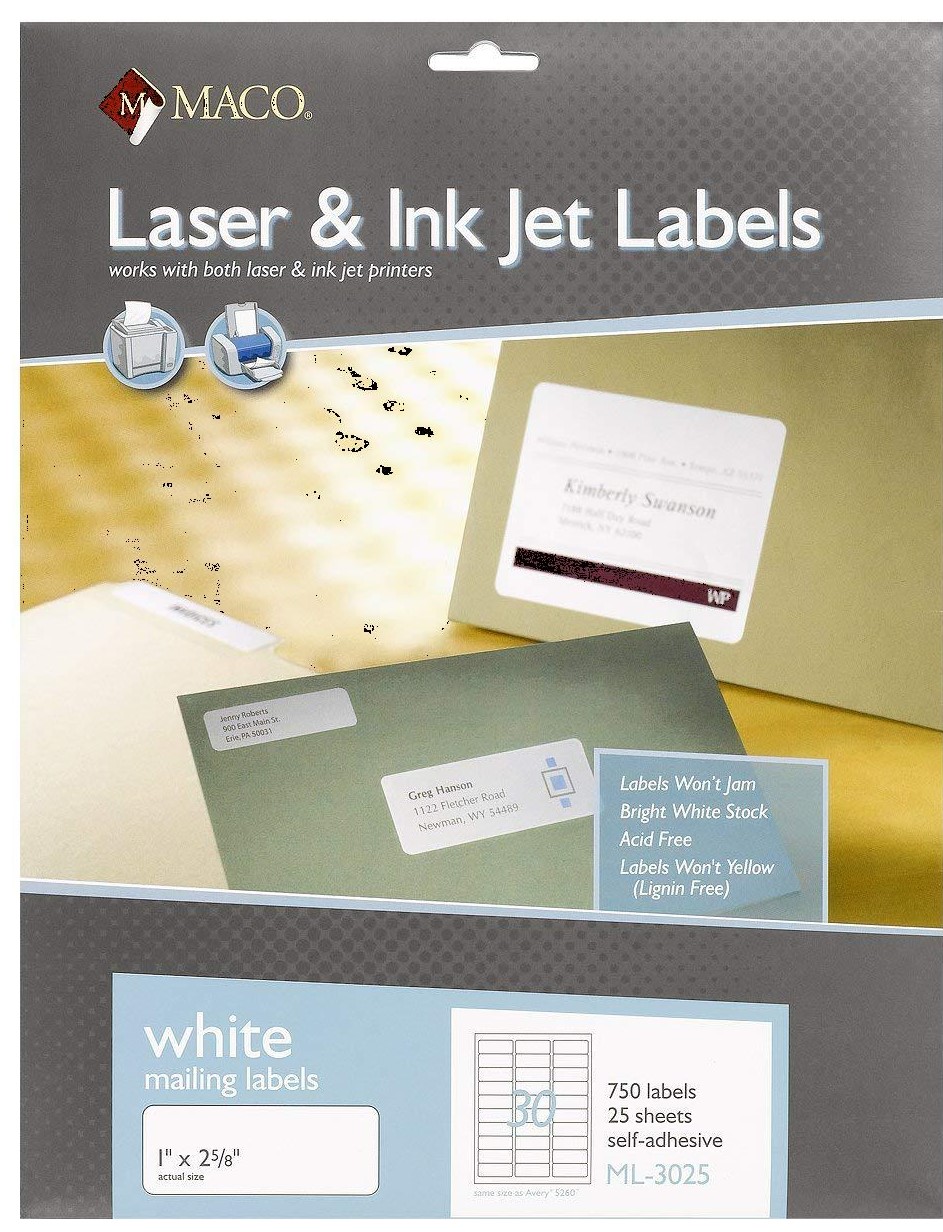 M MACO®
Laser & Ink Jet Labels
works with both laser & ink jet printers
Kimberly Swanson
WP
INVOICES
Jenny Roberts
900 East Main St.
Erie, PA 50031
Greg Hanson
1122 Fletcher Road
Newman, WY 54489
Labels Won't Jam
Bright White Stock
Acid Free
Labels Won't Yellow
(Lignin Free)
white
mailing labels
1" x 2 5/8"
actual size
30
750 labels
25 sheets
self-adhesive
ML-3025
same size as Avery® 5260™